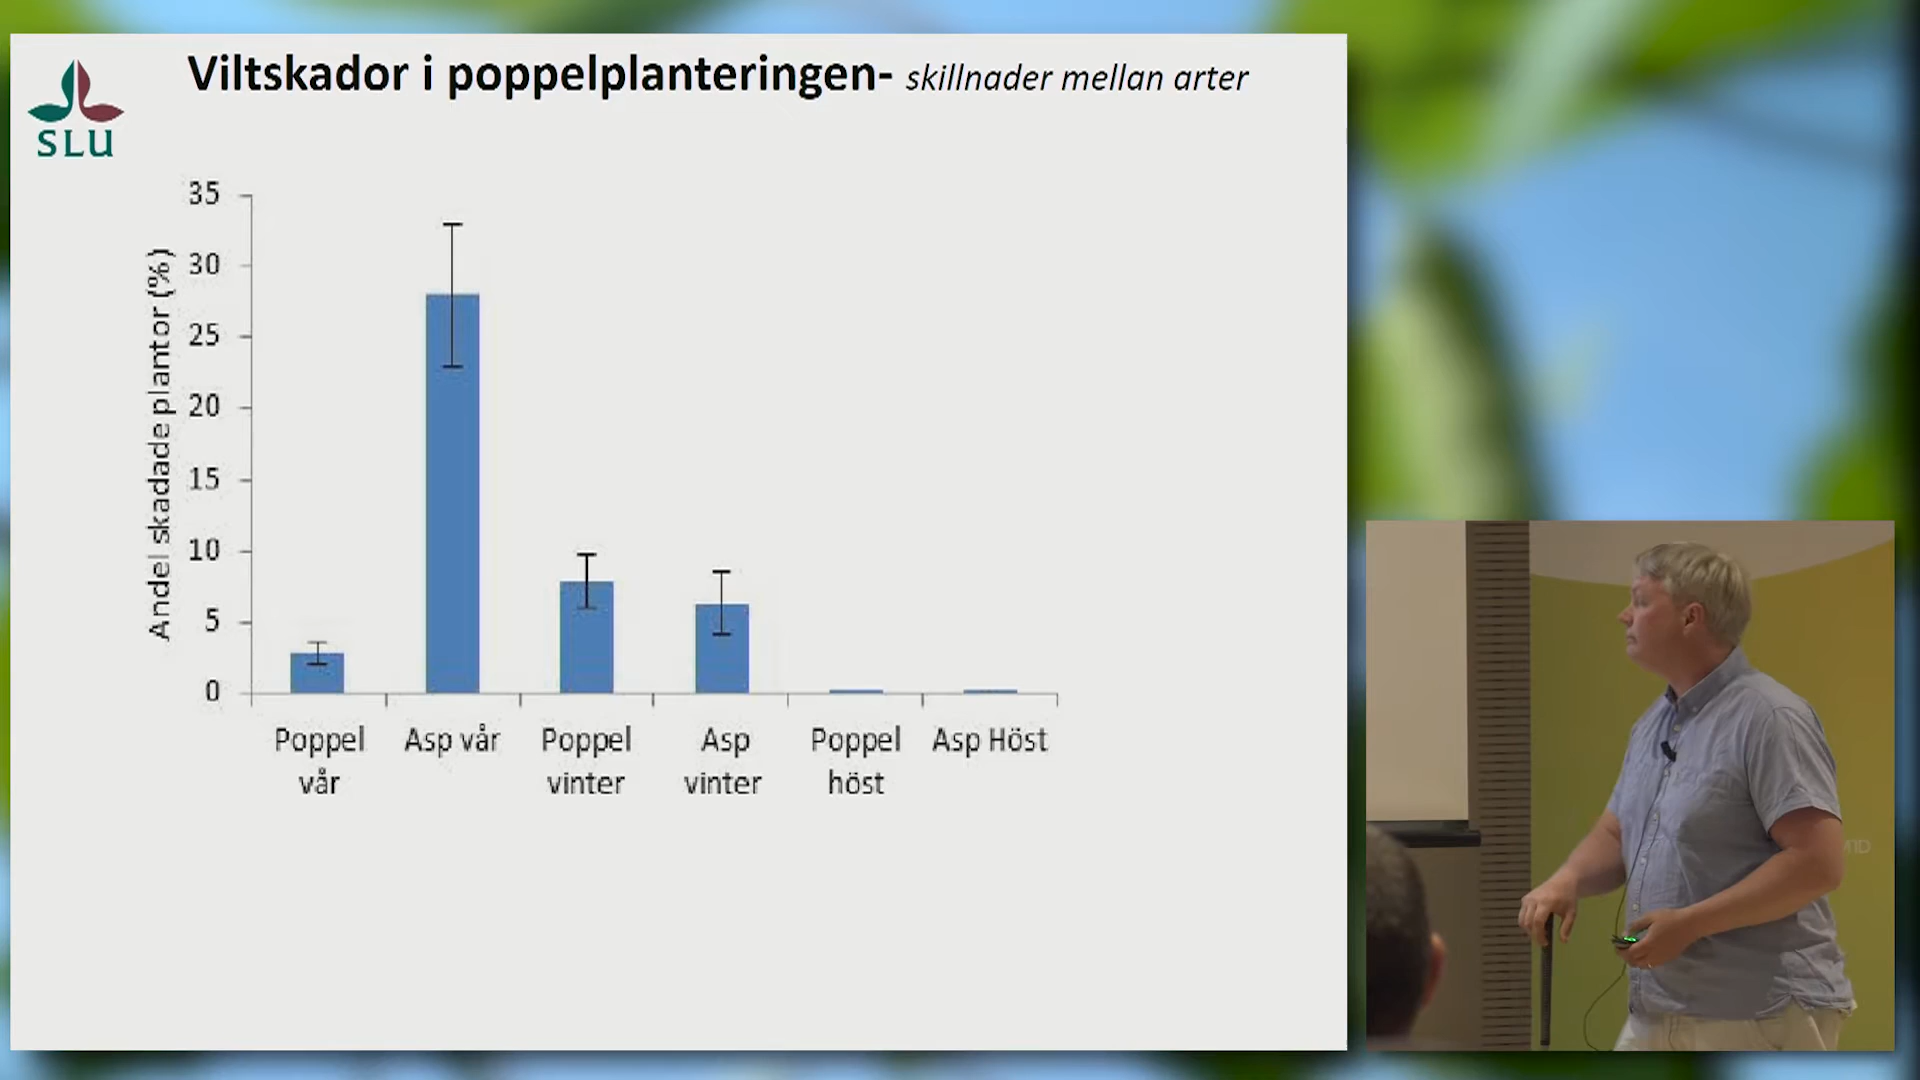 Viltskador i poppelplanteringen- skillnader mellan arter
SLU
Andel skadade plantor (%)
35
30
25
20
15
10
5
0
Poppel vår
Asp vår
Poppel vinter
Asp vinter
Poppel höst
Asp Höst